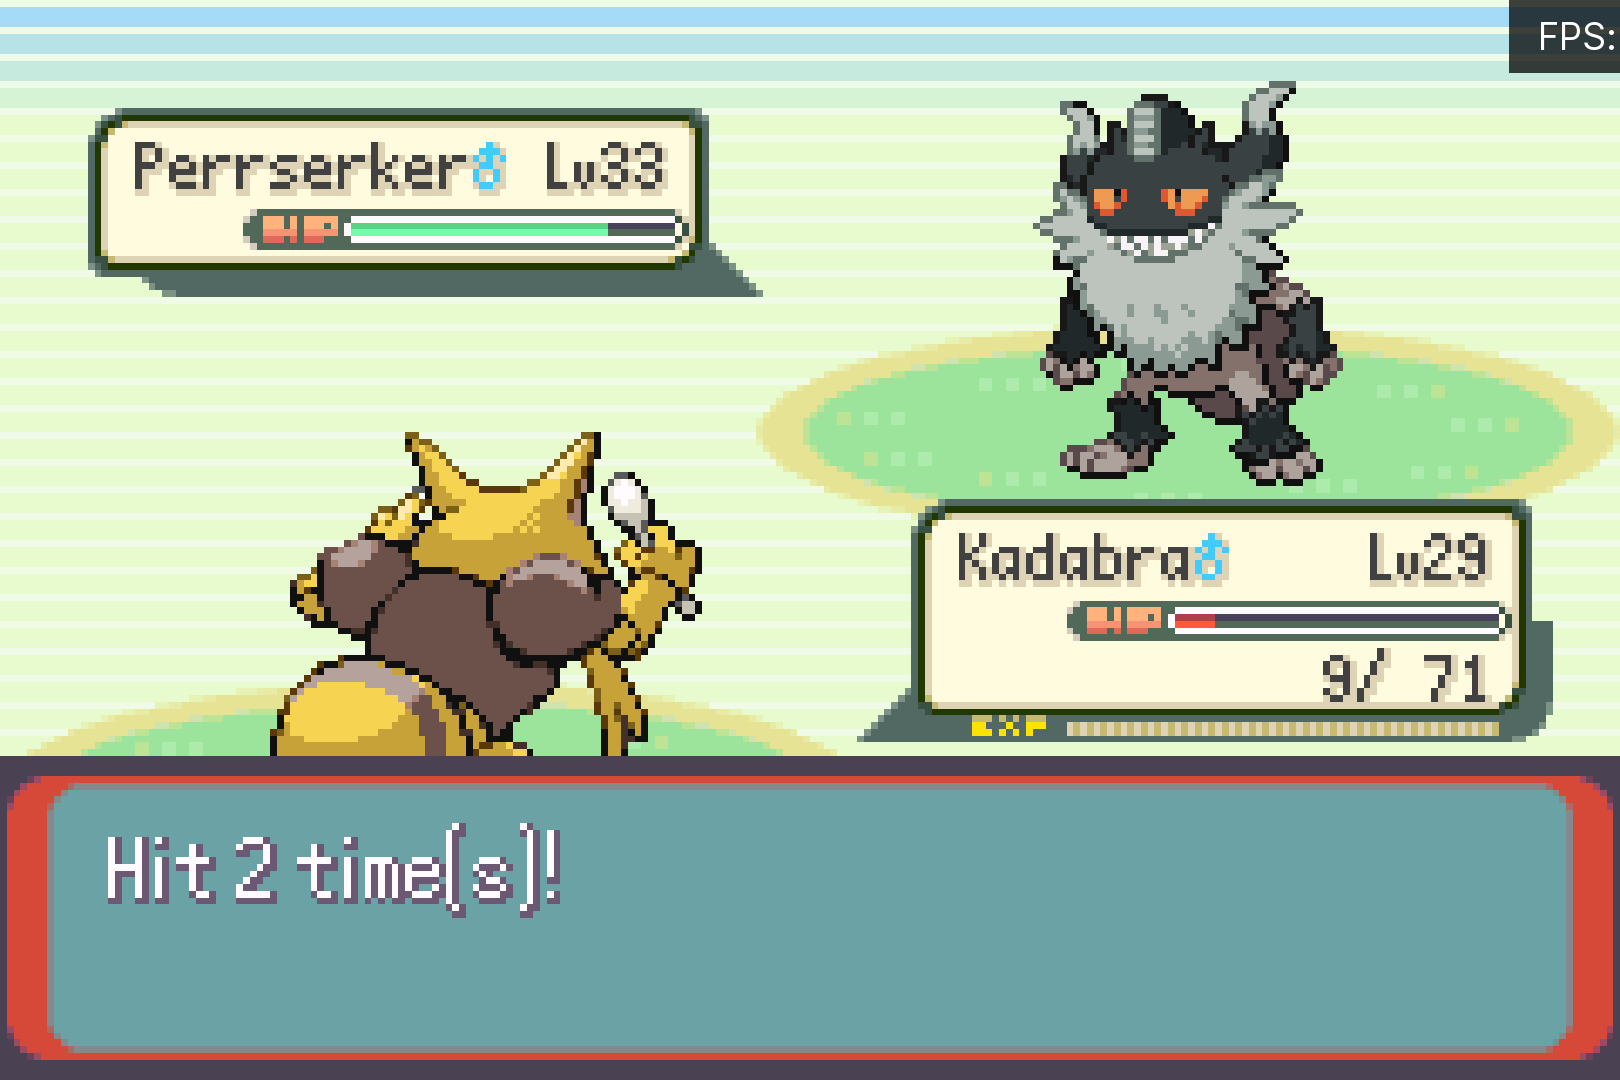 FPS:
Perrserker♂ Lv33
HP
Kadabra♂ Lv29
HP
9/ 71
EXP
Hit 2 time(s)!